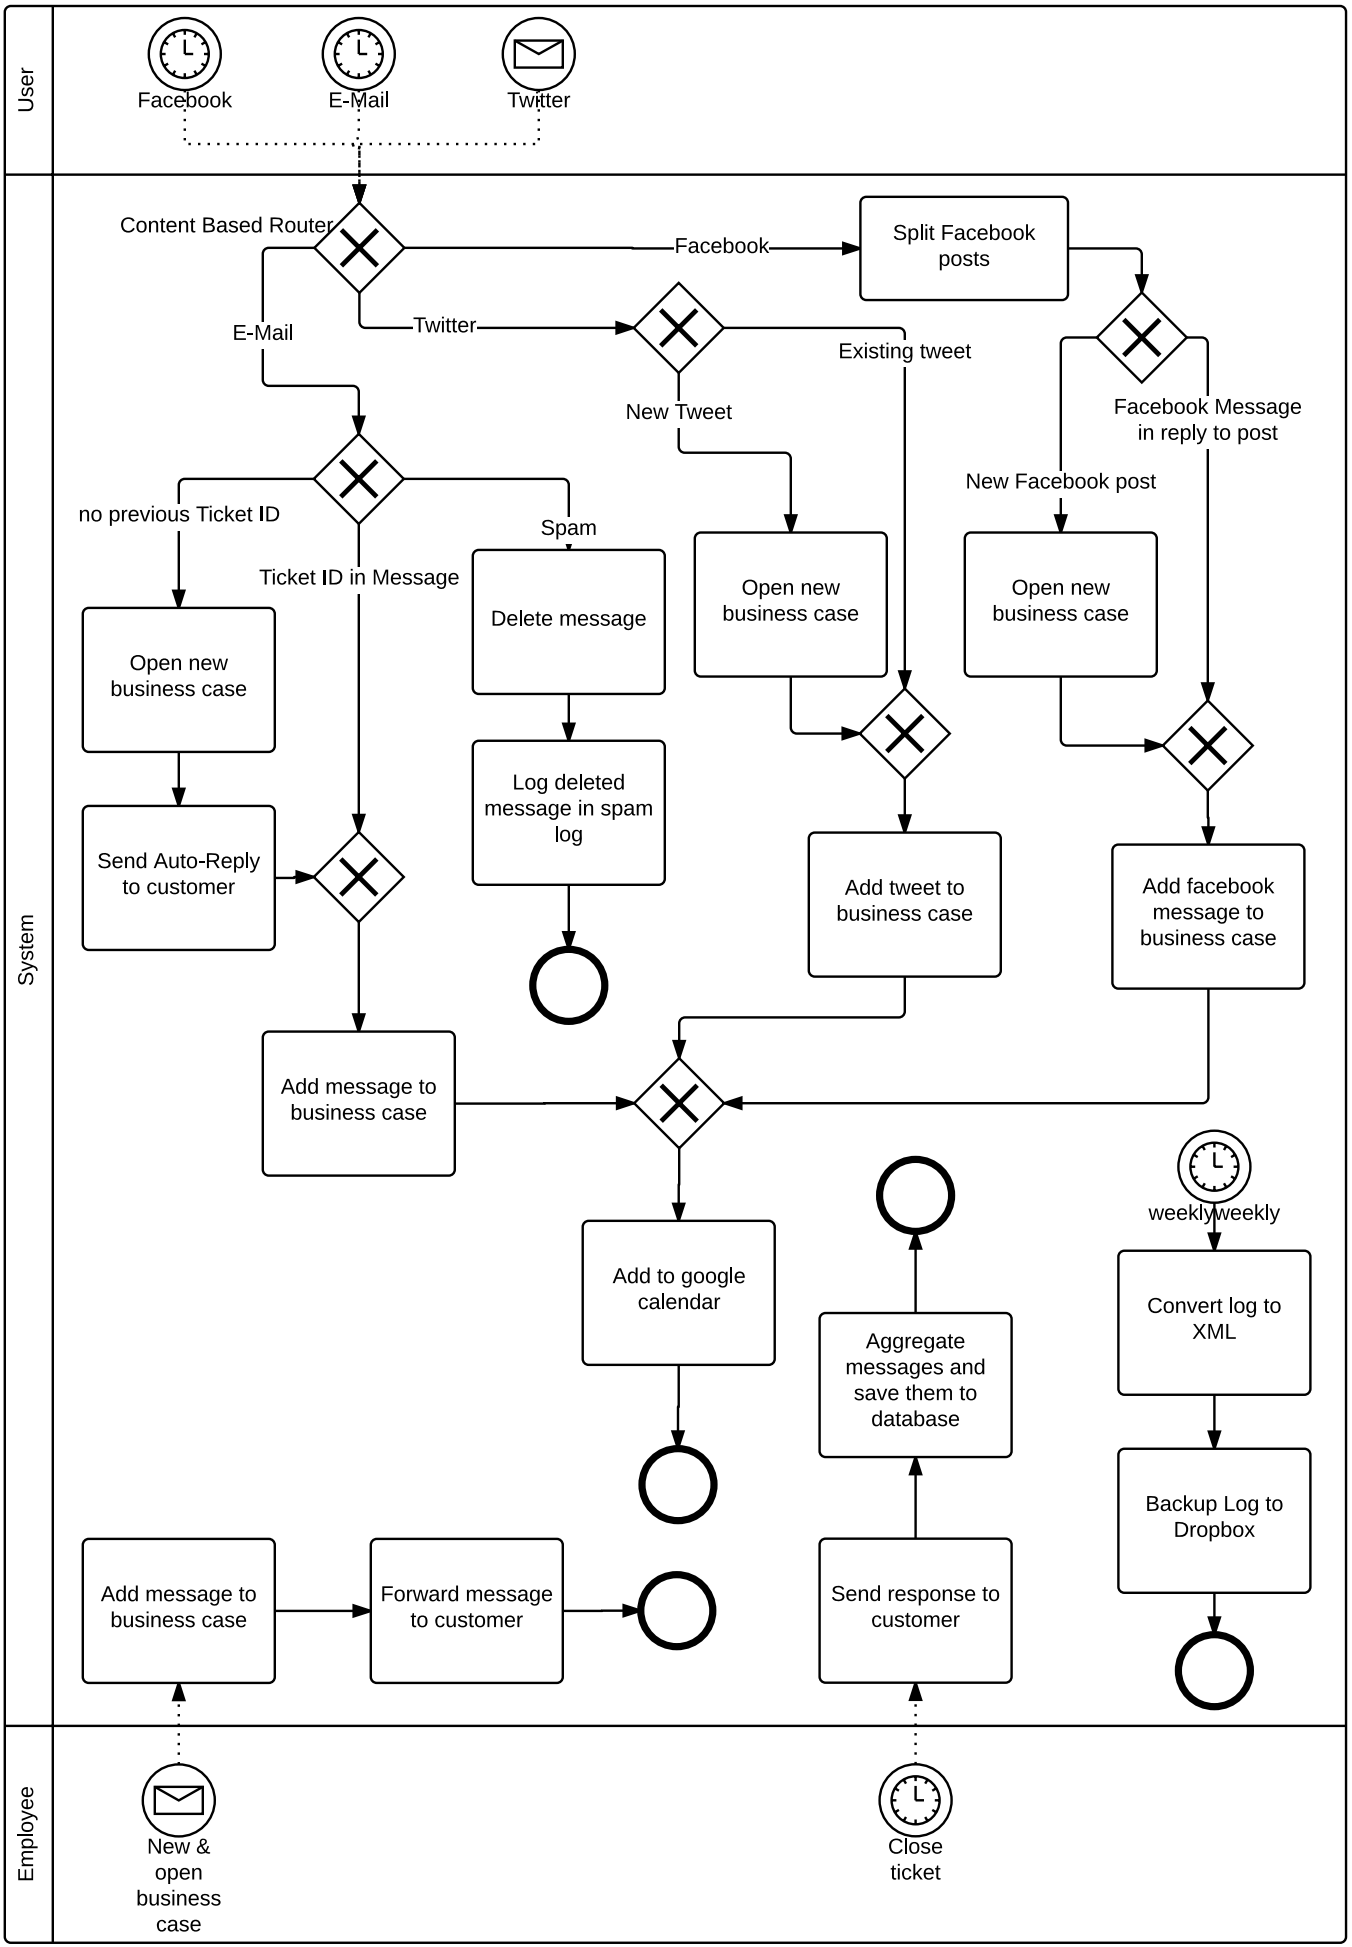 User
Facebook
E-Mail
Twitter
Content Based Router
Facebook
Split Facebook
posts
E-Mail
Twitter
Existing tweet
New Tweet
Facebook Message
in reply to post
New Facebook post
no previous Ticket ID
Spam
Ticket ID in Message
Delete message
Open new
business case
Open new
business case
Open new
business case
Log deleted
message in spam
log
Send Auto-Reply
to customer
Add tweet to
business case
Add facebook
message to
business case
System
Add message to
business case
weeklyweekly
Add to google
calendar
Convert log to
XML
Aggregate
messages and
save them to
database
Backup Log to
Dropbox
Add message to
business case
Forward message
to customer
Send response to
customer
Employee
New &
open
business
case
Close
ticket